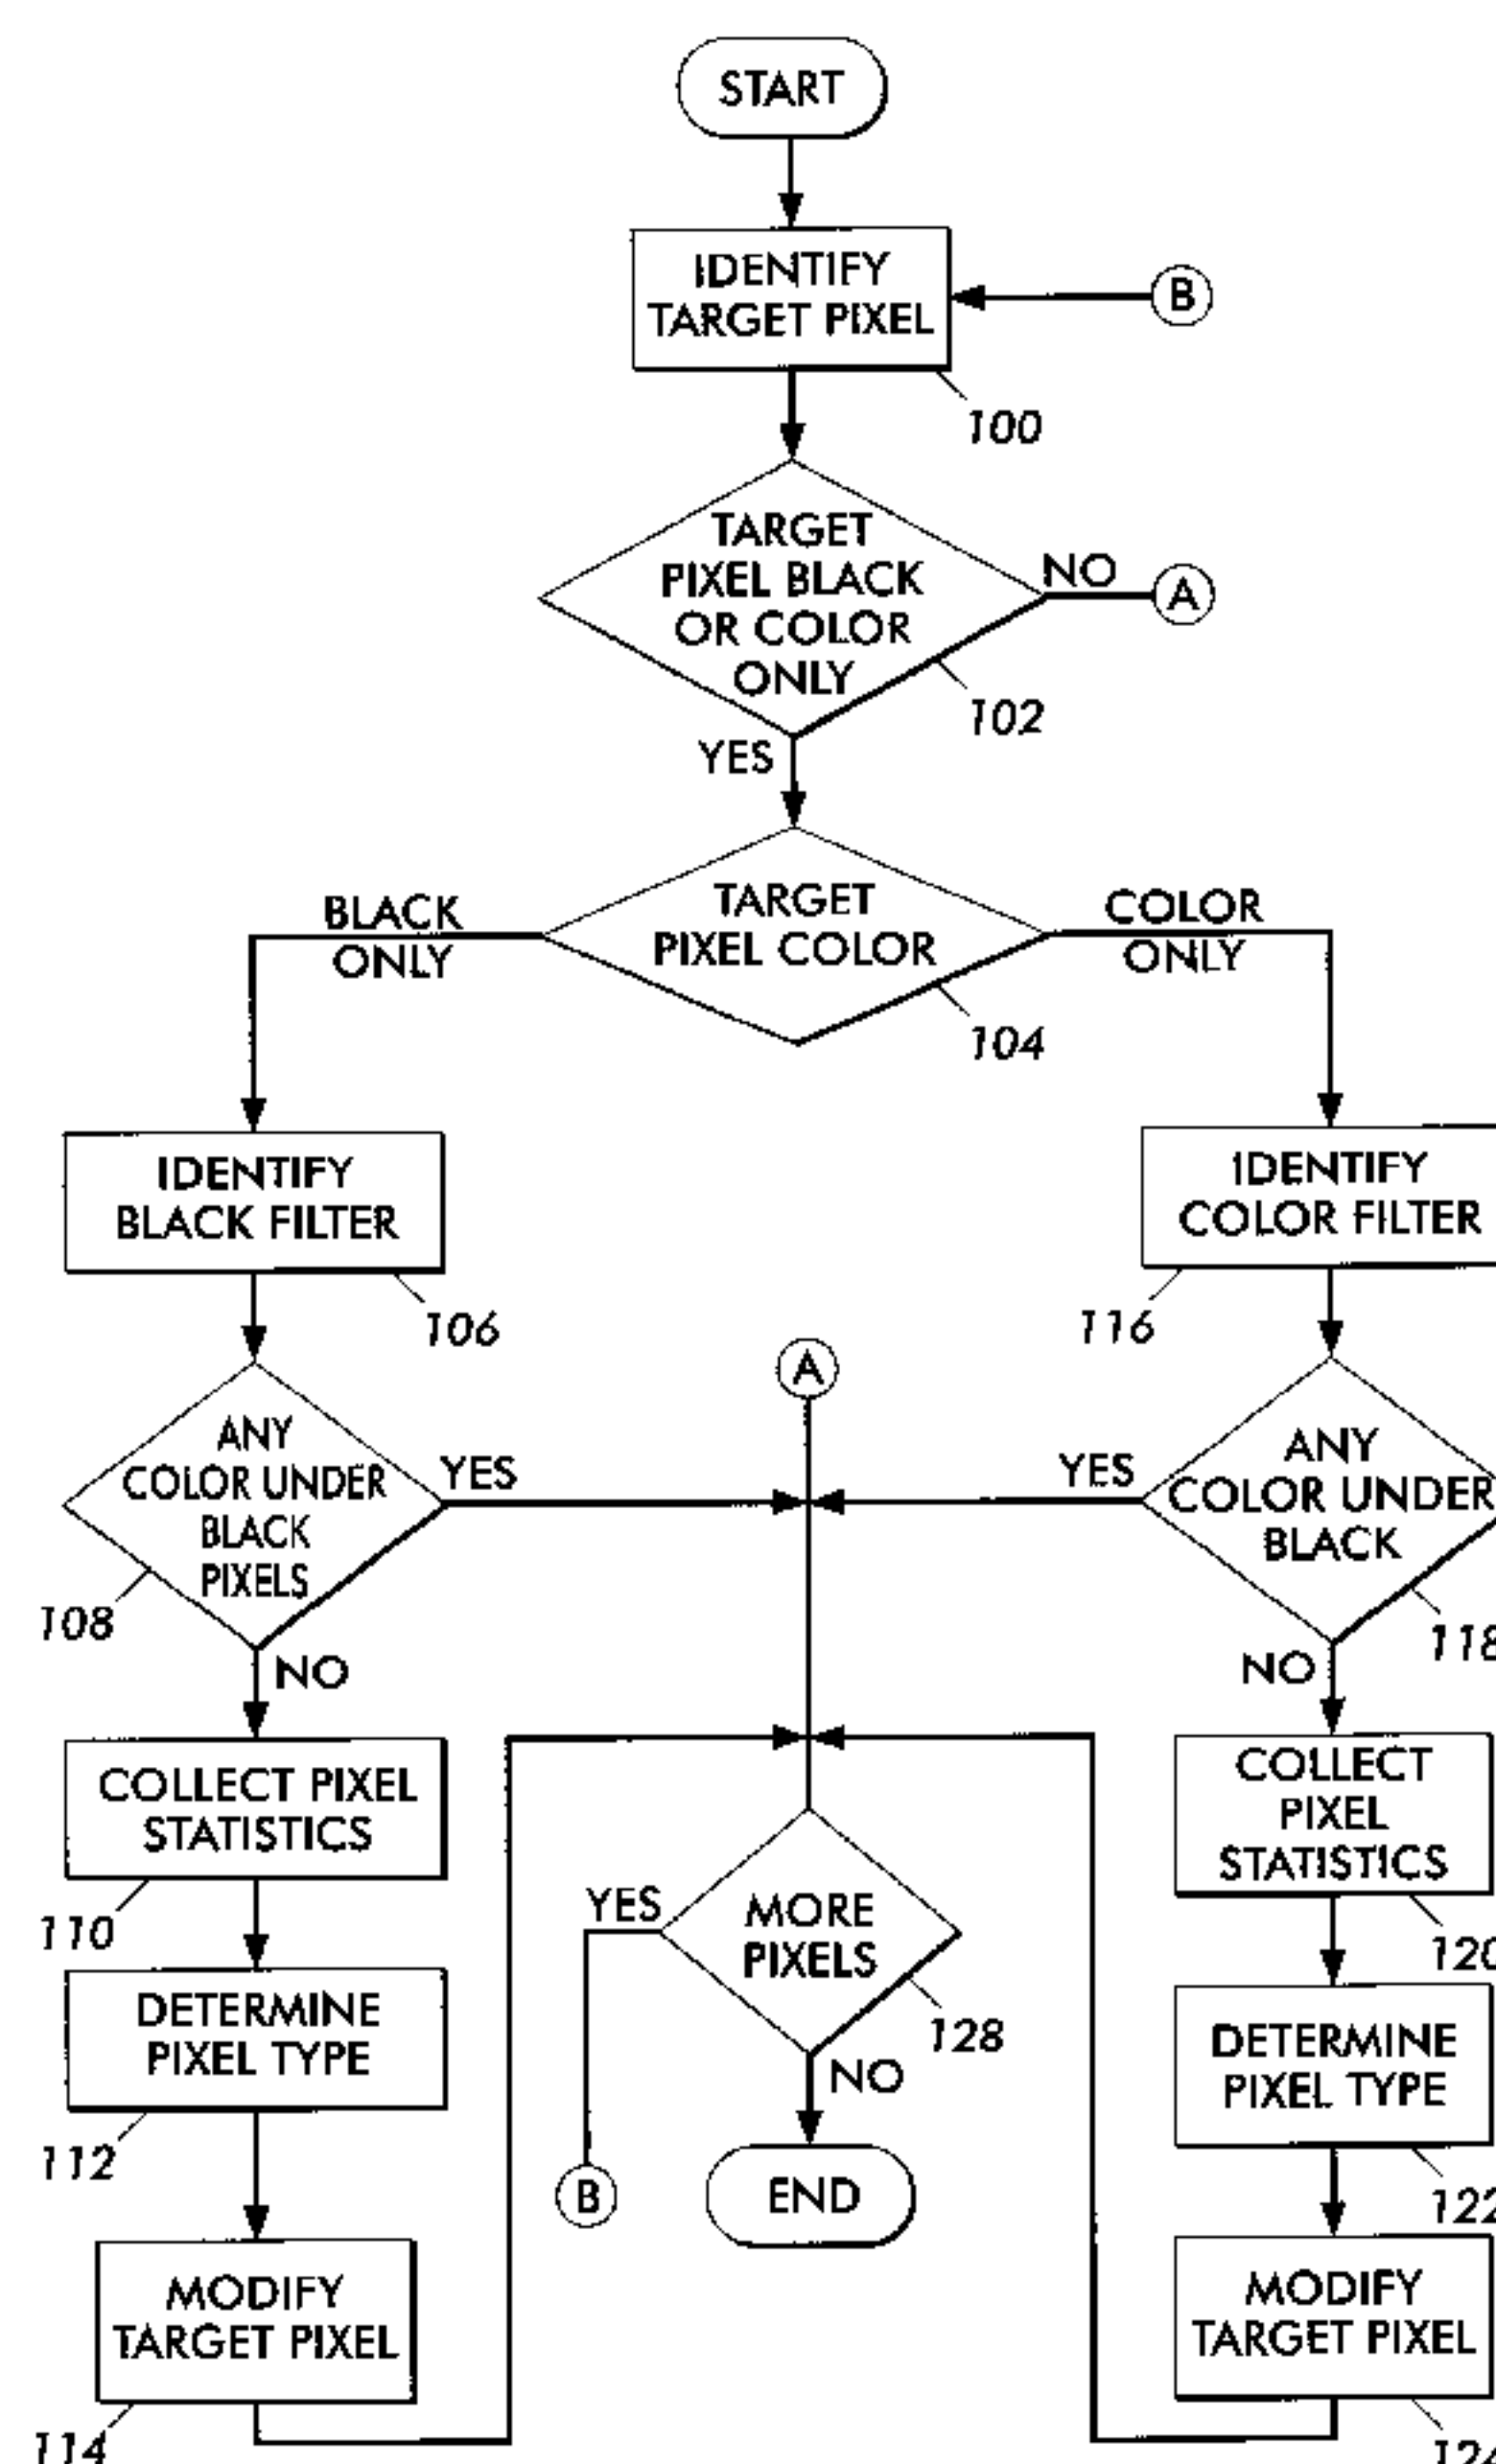 START
IDENTIFY
TARGET PIXEL
B
100
TARGET
PIXEL BLACK
OR COLOR
ONLY
NO
A
102
YES
TARGET
PIXEL COLOR
BLACK
ONLY
COLOR
ONLY
104
IDENTIFY
BLACK FILTER
106
IDENTIFY
COLOR FILTER
116
A
ANY
COLOR UNDER
BLACK
PIXELS
YES
108
NO
YES
ANY
COLOR UNDER
BLACK
118
NO
COLLECT PIXEL
STATISTICS
110
COLLECT
PIXEL
STATISTICS
120
YES
MORE
PIXELS
128
NO
DETERMINE
PIXEL TYPE
112
DETERMINE
PIXEL TYPE
122
B
END
MODIFY
TARGET PIXEL
114
MODIFY
TARGET PIXEL